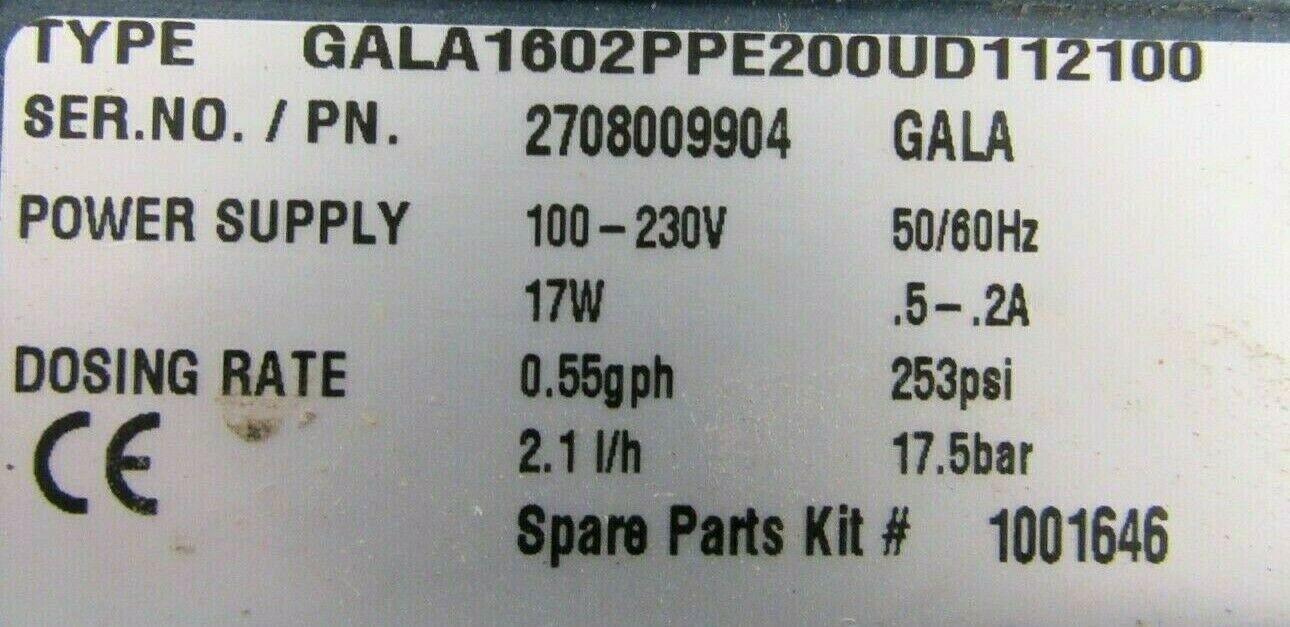 TYPE GALA1602PPE200UD112100
SER.NO. / PN. 2708009904 GALA
POWER SUPPLY 100-230V 50/60Hz
17W .5-.2A
DOSING RATE 0.55gph 253psi
CE 2.1 l/h 17.5bar
Spare Parts Kit # 1001646